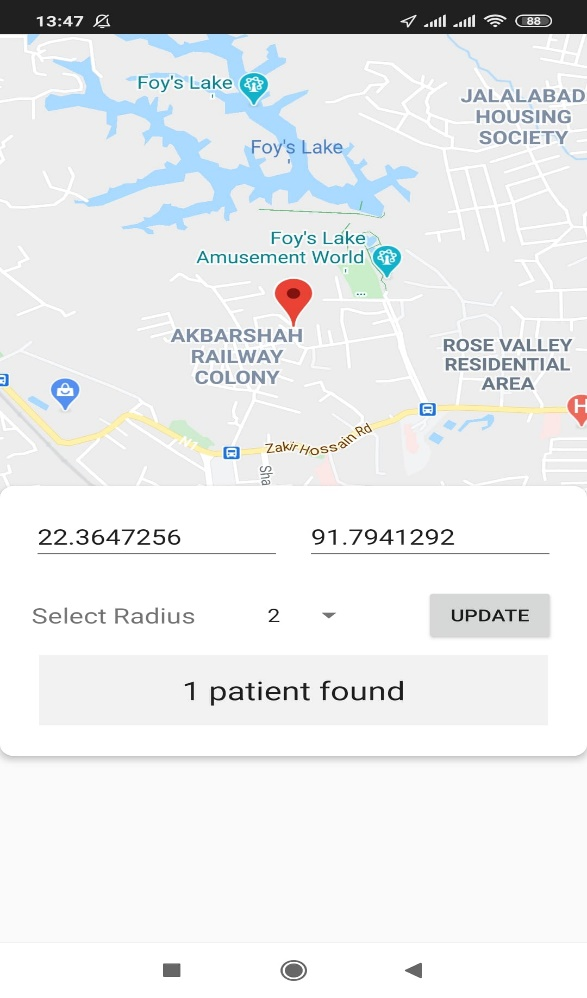 13:47
88
Foy's Lake
JALALABAD
HOUSING
SOCIETY
Foy's Lake
Foy's Lake
Amusement World
AKBARSHAH
RAILWAY
COLONY
ROSE VALLEY
RESIDENTIAL
AREA
H
N1
Zakir Hossain Rd
Sha
22.3647256
91.7941292
Select Radius
2
UPDATE
1 patient found